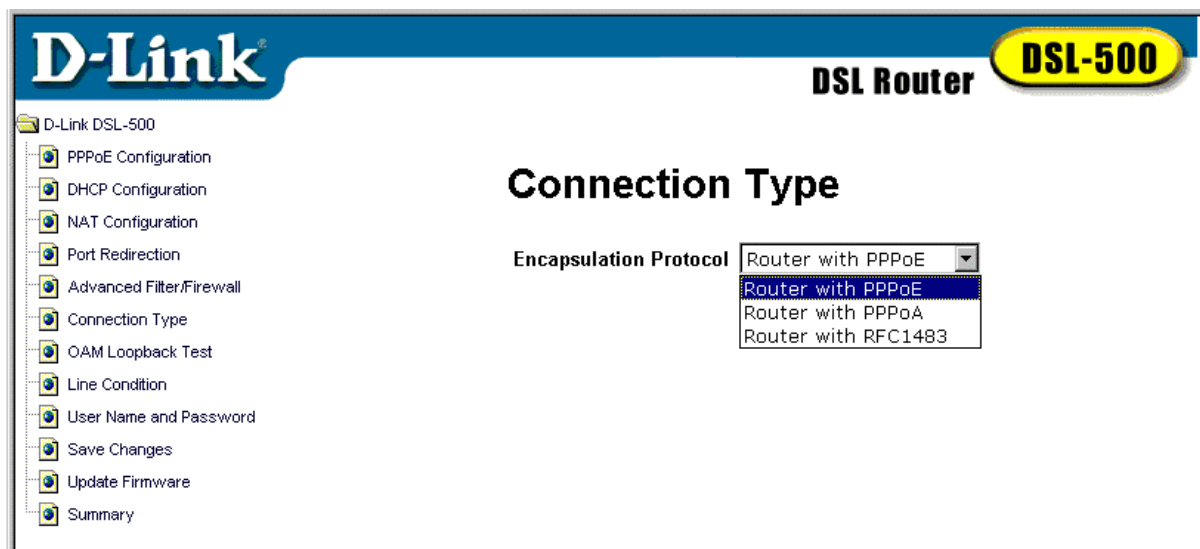 D-Link®
DSL Router
DSL-500
D-Link DSL-500
PPPoE Configuration
DHCP Configuration
NAT Configuration
Port Redirection
Advanced Filter/Firewall
Connection Type
OAM Loopback Test
Line Condition
User Name and Password
Save Changes
Update Firmware
Summary
Connection Type
Encapsulation Protocol Router with PPPoE
Router with PPPoE
Router with PPPoA
Router with RFC1483